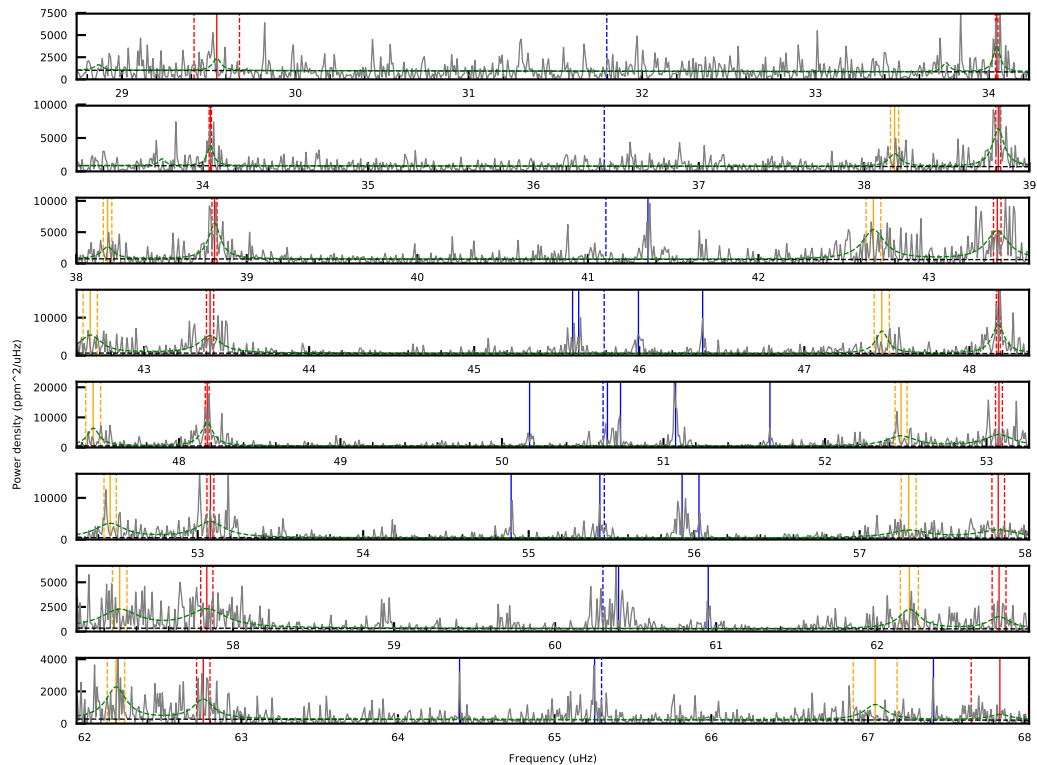 7500
5000
2500
0
29 30 31 32 33 34
10000
5000
0
34 35 36 37 38 39
10000
5000
0
38 39 40 41 42 43
10000
0
43 44 45 46 47 48
20000
10000
0
48 49 50 51 52 53
10000
0
53 54 55 56 57 58
5000
2500
0
58 59 60 61 62
4000
2000
0
62 63 64 65 66 67 68
Power density (ppm^2/uHz)
Frequency (uHz)